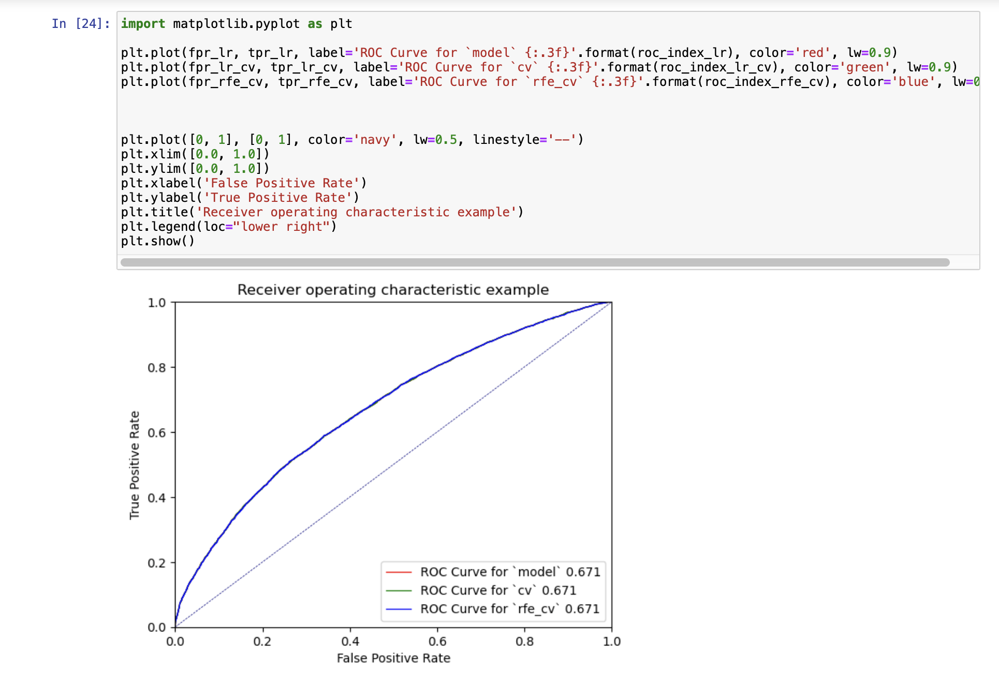 In [24]:
import matplotlib.pyplot as plt
plt.plot(fpr_lr, tpr_lr, label='ROC Curve for `model` {:.3f}'.format(roc_index_lr), color='red', lw=0.9)
plt.plot(fpr_lr_cv, tpr_lr_cv, label='ROC Curve for `cv` {:.3f}'.format(roc_index_lr_cv), color='green', lw=0.9)
plt.plot(fpr_rfe_cv, tpr_rfe_cv, label='ROC Curve for `rfe_cv` {:.3f}'.format(roc_index_rfe_cv), color='blue', lw=0
plt.plot([0, 1], [0, 1], color='navy', lw=0.5, linestyle='--')
plt.xlim([0.0, 1.0])
plt.ylim([0.0, 1.0])
plt.xlabel('False Positive Rate')
plt.ylabel('True Positive Rate')
plt.title('Receiver operating characteristic example')
plt.legend(loc="lower right")
plt.show()
Receiver operating characteristic example
1.0
0.8
0.6
0.4
0.2
0.0
True Positive Rate
ROC Curve for `model` 0.671
ROC Curve for `cv` 0.671
ROC Curve for `rfe_cv` 0.671
0.0 0.2 0.4 0.6 0.8 1.0
False Positive Rate